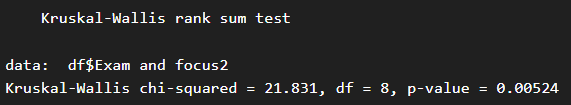 Kruskal-Wallis rank sum test
data:  df$Exam and focus2
Kruskal-Wallis chi-squared = 21.831, df = 8, p-value = 0.00524